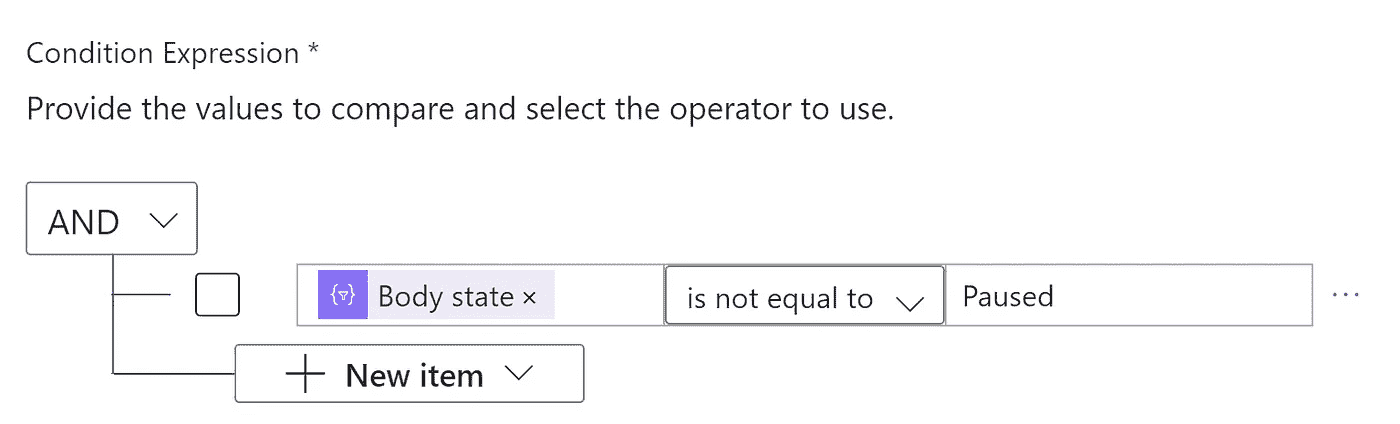 Condition Expression *
Provide the values to compare and select the operator to use.
AND
Body state × is not equal to Paused ...
+ New item